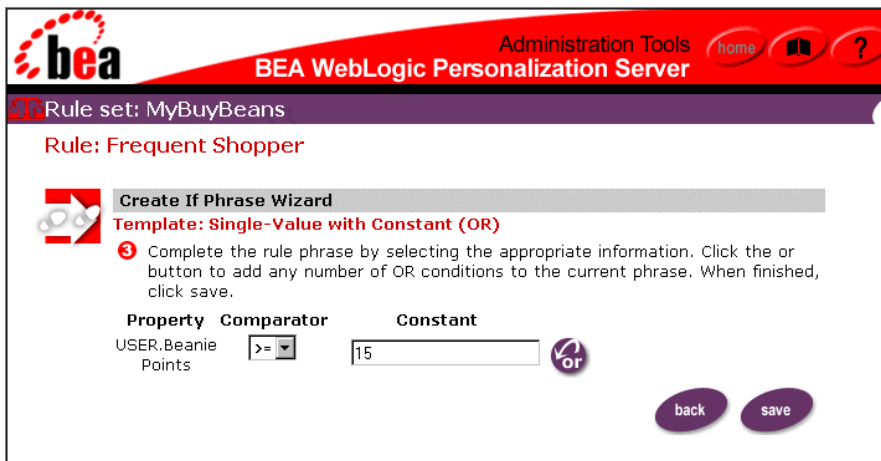 bea
Administration Tools
BEA WebLogic Personalization Server
home
?
Rule set: MyBuyBeans
Rule: Frequent Shopper
Create If Phrase Wizard
Template: Single-Value with Constant (OR)
3 Complete the rule phrase by selecting the appropriate information. Click the or
button to add any number of OR conditions to the current phrase. When finished,
click save.
Property Comparator Constant
USER.Beanie >= 15 or
Points
back save